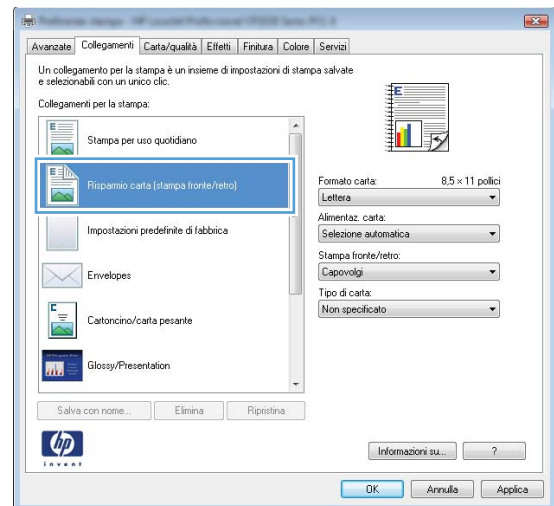 Avanzate Collegamenti Carta/qualità Effetti Finitura Colore Servizi
Un collegamento per la stampa è un insieme di impostazioni di stampa salvate
e selezionabili con un unico clic.
Collegamenti per la stampa:
Stampa per uso quotidiano
Risparmio carta (stampa fronte/retro)
Impostazioni predefinite di fabbrica
Envelopes
Cartoncino/carta pesante
Glossy/Presentation
Salva con nome... Elimina Ripristina
E
Formato carta: 8,5 × 11 pollici
Lettera
Alimentaz. carta:
Selezione automatica
Stampa fronte/retro:
Capovolgi
Tipo di carta:
Non specificato
hp
invent
Informazioni su... ?
OK Annulla Applica